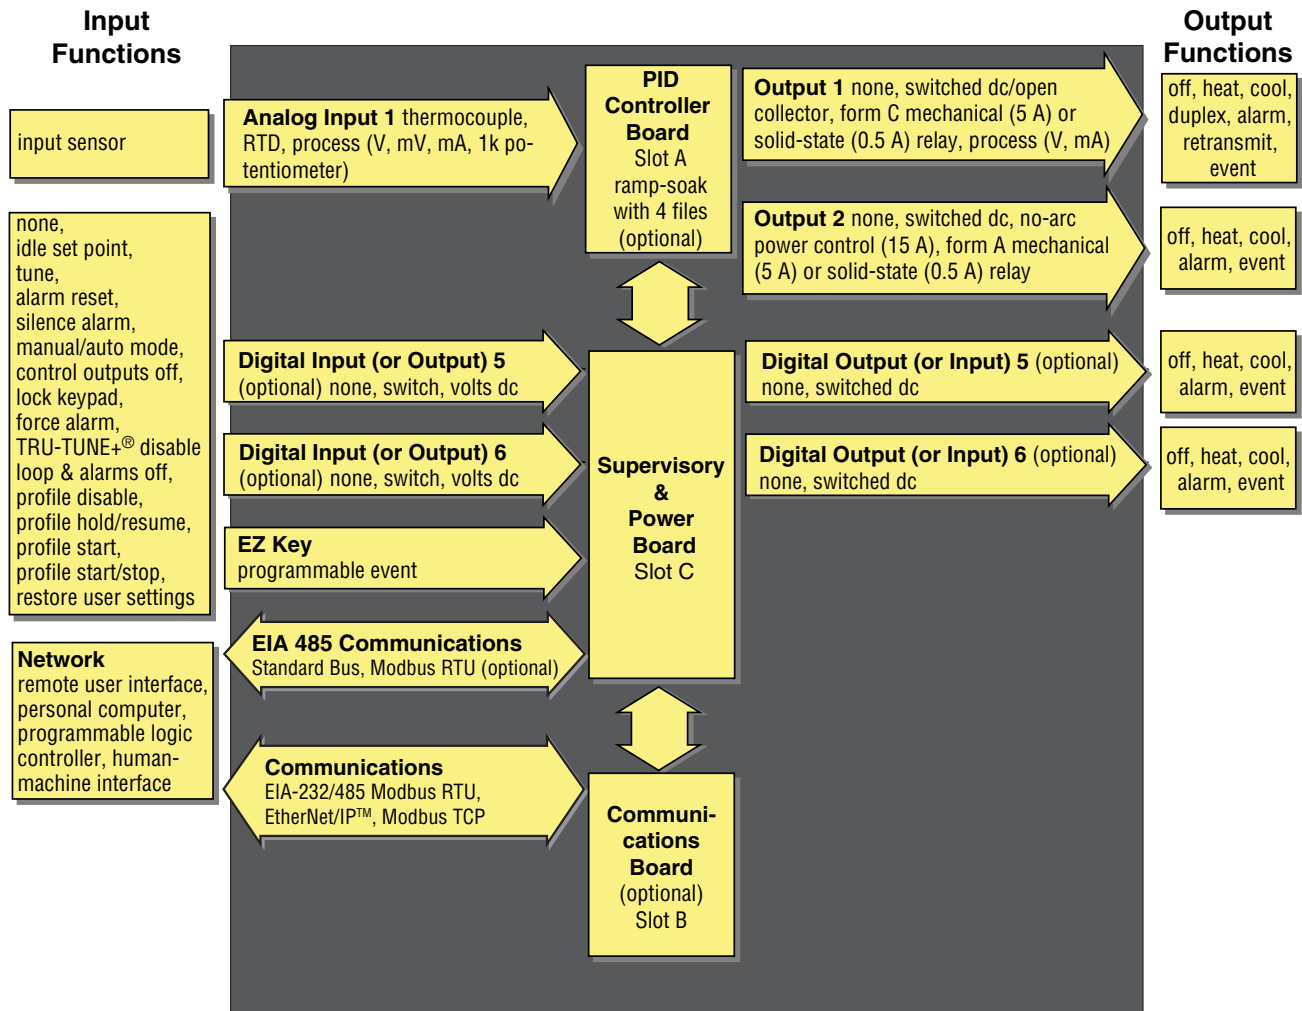 Input
Functions
Output
Functions
input sensor
Analog Input 1 thermocouple,
RTD, process (V, mV, mA, 1k po-
tentiometer)
PID
Controller
Board
Slot A
ramp-soak
with 4 files
(optional)
Output 1 none, switched dc/open
collector, form C mechanical (5 A) or
solid-state (0.5 A) relay, process (V, mA)
off, heat, cool,
duplex, alarm,
retransmit,
event
Output 2 none, switched dc, no-arc
power control (15 A), form A mechanical
(5 A) or solid-state (0.5 A) relay
off, heat, cool,
alarm, event
none,
idle set point,
tune,
alarm reset,
silence alarm,
manual/auto mode,
control outputs off,
lock keypad,
force alarm,
TRU-TUNE+® disable
loop & alarms off,
profile disable,
profile hold/resume,
profile start,
profile start/stop,
restore user settings
Digital Input (or Output) 5
(optional) none, switch, volts dc
Digital Input (or Output) 6
(optional) none, switch, volts dc
EZ Key
programmable event
EIA 485 Communications
Standard Bus, Modbus RTU (optional)
Supervisory
&
Power
Board
Slot C
Digital Output (or Input) 5 (optional)
none, switched dc
off, heat, cool,
alarm, event
Digital Output (or Input) 6 (optional)
none, switched dc
off, heat, cool,
alarm, event
Network
remote user interface,
personal computer,
programmable logic
controller, human-
machine interface
Communications
EIA-232/485 Modbus RTU,
EtherNet/IP™, Modbus TCP
Communi-
cations
Board
(optional)
Slot B